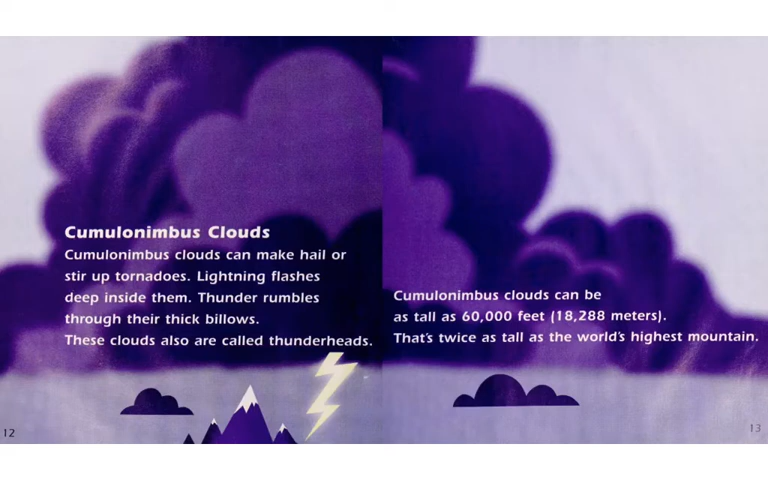 Cumulonimbus Clouds
Cumulonimbus clouds can make hail or
stir up tornadoes. Lightning flashes
deep inside them. Thunder rumbles
through their thick billows.
These clouds also are called thunderheads.
12
Cumulonimbus clouds can be
as tall as 60,000 feet (18,288 meters).
That's twice as tall as the world's highest mountain.
13